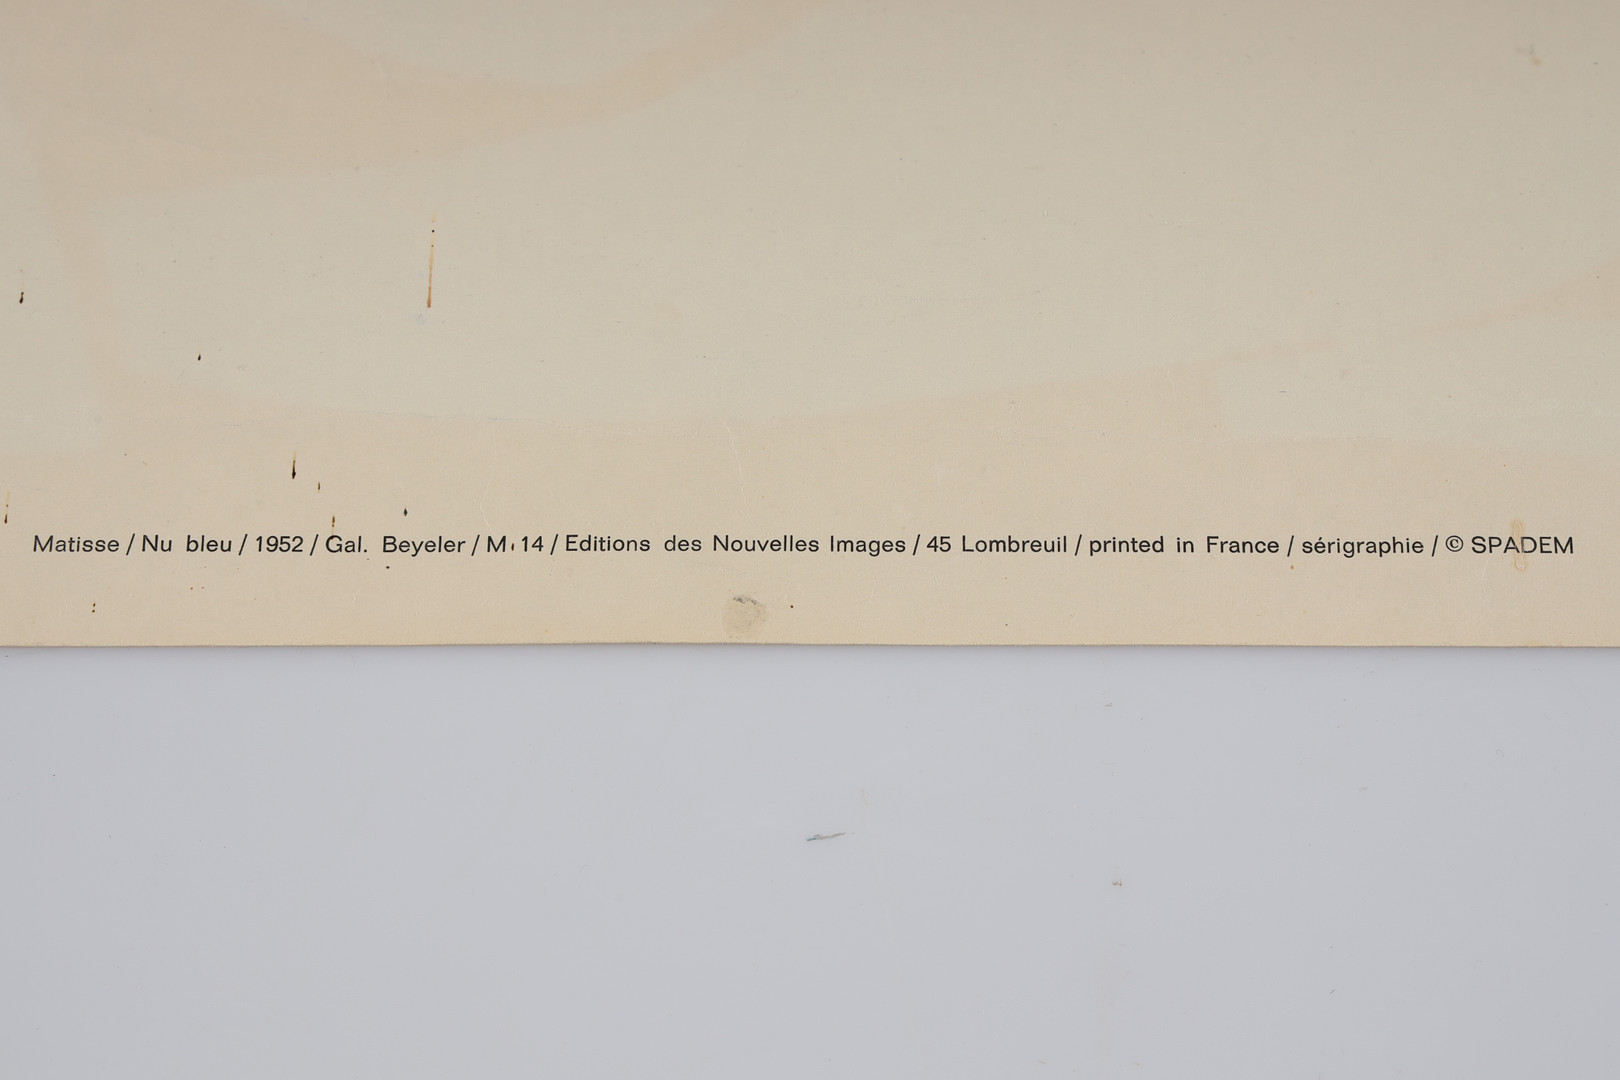 Matisse / Nu bleu / 1952 / Gal. Beyeler / M. 14 / Editions des Nouvelles Images / 45 Lombreuil / printed in France / sérigraphie / © SPADEM